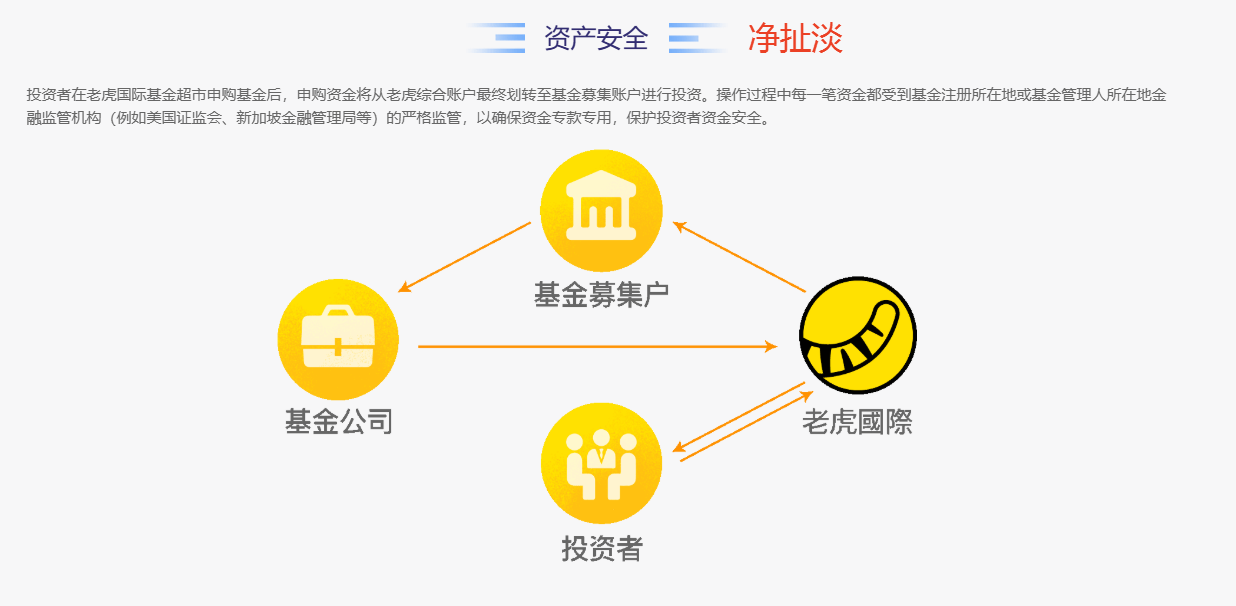 资产安全 净扯淡
投资者在老虎国际基金超市申购基金后，申购资金将从老虎综合账户最终划转至基金募集账户进行投资。操作过程中每一笔资金都受到基金注册所在地或基金管理人所在地金
融监管机构（例如美国证监会、新加坡金融管理局等）的严格监管，以确保资金专款专用，保护投资者资金安全。
基金募集户
基金公司
老虎國際
投资者